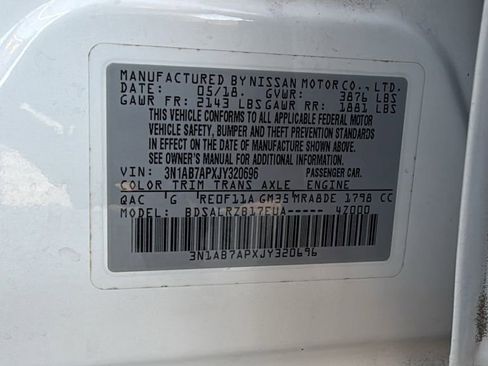 MANUFACTURED BY NISSAN MOTOR CO., LTD.
DATE: 05/18. GVWR: 3876 LBS
GAWR FR: 2143 LBS GAWR RR: 1881 LBS
THIS VEHICLE CONFORMS TO ALL APPLICABLE FEDERAL MOTOR
VEHICLE SAFETY, BUMPER AND THEFT PREVENTION STANDARDS
IN EFFECT ON THE DATE OF MANUFACTURE SHOWN ABOVE.
SEE OWNER'S MANUAL FOR ADDITIONAL INFORMATION
VIN: 3N1AB7APXJY320696 PASSENGER CAR.
COLOR TRIM TRANS AXLE ENGINE
QAC G RE0F11A GM35 MRA8DE 1798 CC
MODEL: BDSALRZB17EUA----- 4Z000
3N1AB7APXJY320696